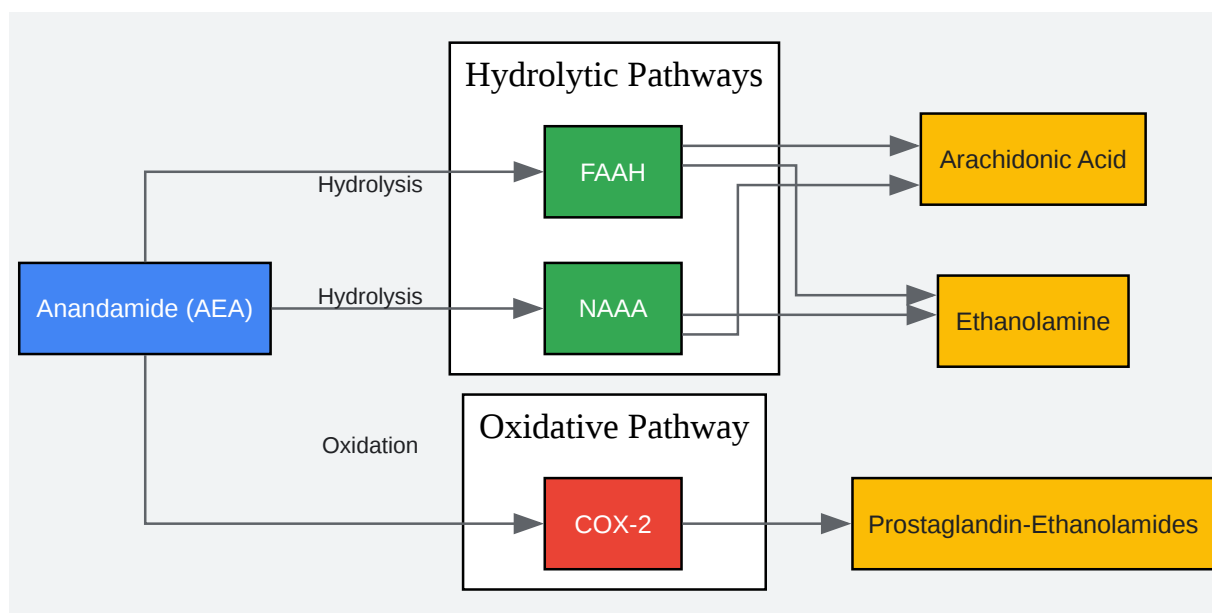 Hydrolytic Pathways
FAAH
Arachidonic Acid
Hydrolysis
Anandamide (AEA)
Hydrolysis
NAAA
Ethanolamine
Oxidative Pathway
Oxidation
COX-2
Prostaglandin-Ethanolamides